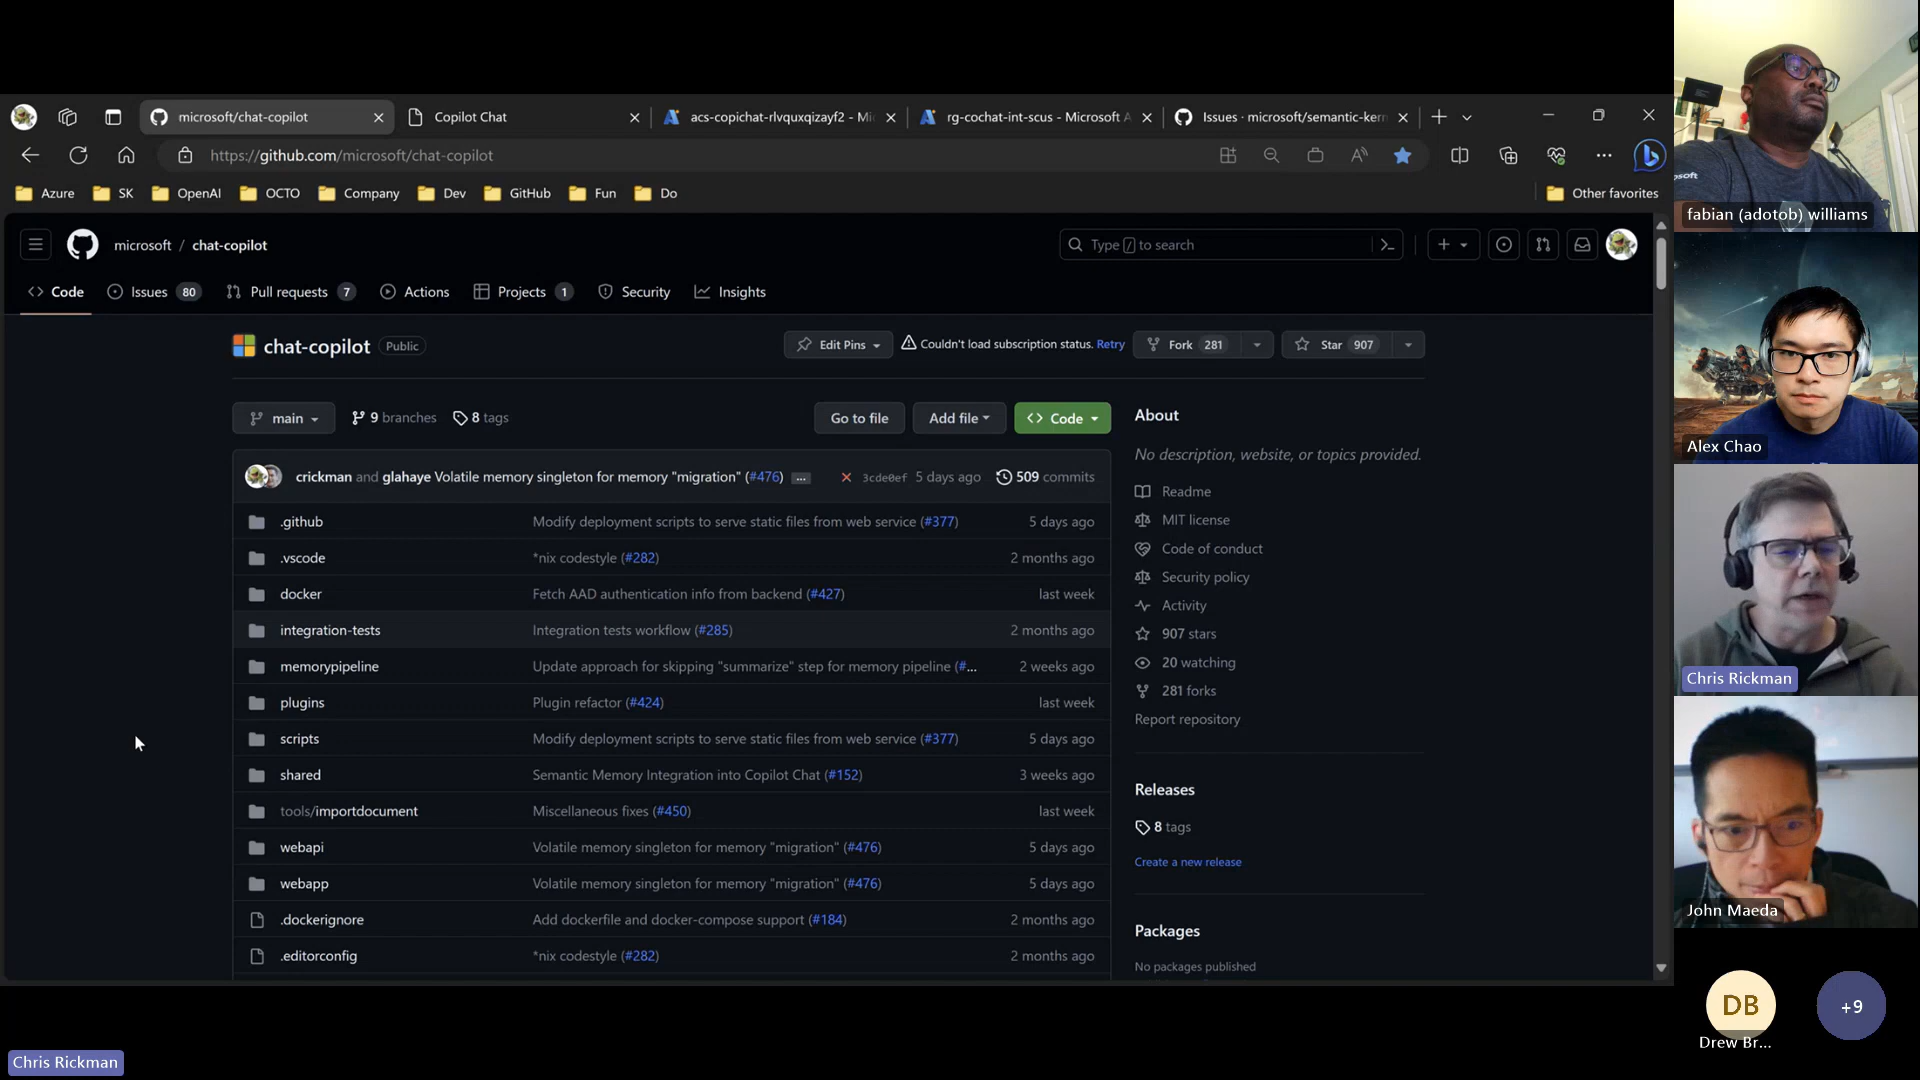 microsoft/chat-copilot
Copilot Chat
acs-copichat-rlvquxqizayf2 - Mi
rg-cochat-int-scus - Microsoft A
Issues · microsoft/semantic-kern
https://github.com/microsoft/chat-copilot
Azure
SK
OpenAI
OCTO
Company
Dev
GitHub
Fun
Do
Other favorites
microsoft / chat-copilot
Type / to search
Code
Issues 80
Pull requests 7
Actions
Projects 1
Security
Insights
chat-copilot Public
Edit Pins
Couldn't load subscription status. Retry
Fork 281
Star 907
main
9 branches
8 tags
Go to file
Add file
Code
crickman and glahaye Volatile memory singleton for memory "migration" (#476) ... 3cde0ef 5 days ago 509 commits
.github Modify deployment scripts to serve static files from web service (#377) 5 days ago
.vscode *nix codestyle (#282) 2 months ago
docker Fetch AAD authentication info from backend (#427) last week
integration-tests Integration tests workflow (#285) 2 months ago
memorypipeline Update approach for skipping "summarize" step for memory pipeline (#... 2 weeks ago
plugins Plugin refactor (#424) last week
scripts Modify deployment scripts to serve static files from web service (#377) 5 days ago
shared Semantic Memory Integration into Copilot Chat (#152) 3 weeks ago
tools/importdocument Miscellaneous fixes (#450) last week
webapi Volatile memory singleton for memory "migration" (#476) 5 days ago
webapp Volatile memory singleton for memory "migration" (#476) 5 days ago
.dockerignore Add dockerfile and docker-compose support (#184) 2 months ago
.editorconfig *nix codestyle (#282) 2 months ago
About
No description, website, or topics provided.
Readme
MIT license
Code of conduct
Security policy
Activity
907 stars
20 watching
281 forks
Report repository
Releases
8 tags
Create a new release
Packages
No packages published
osoft
fabian (adotob) williams
Alex Chao
Chris Rickman
John Maeda
DB
Drew Br...
+9
Chris Rickman